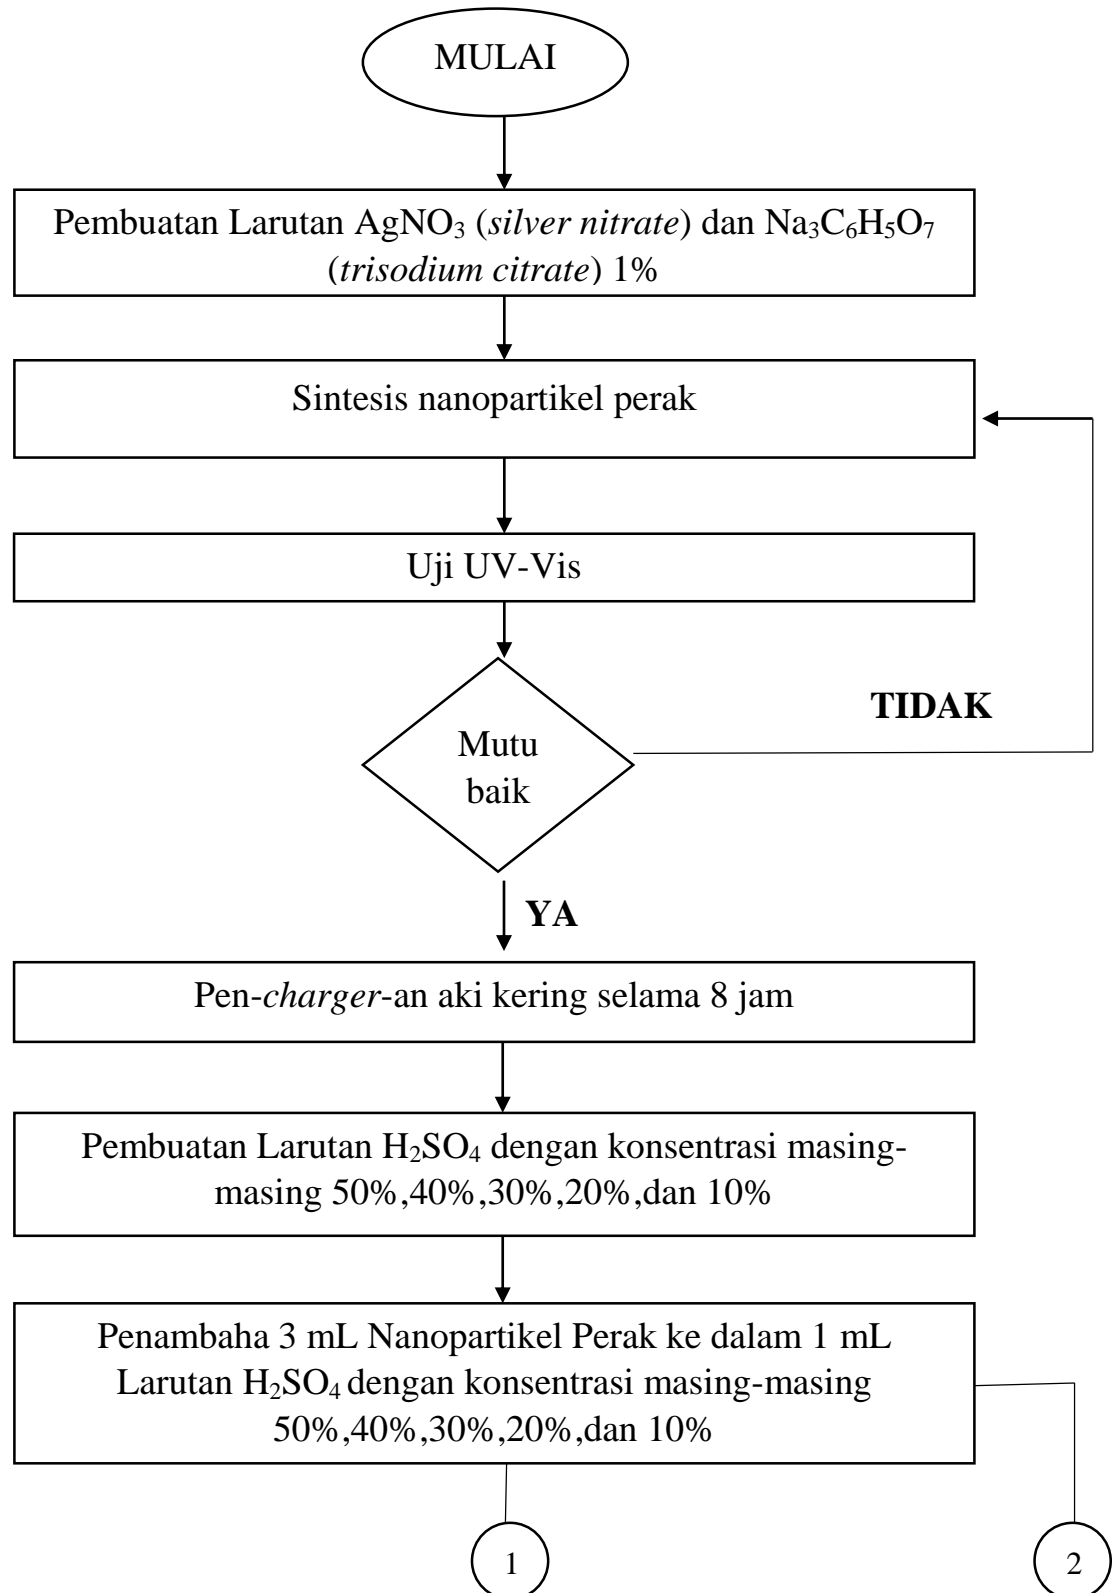 MULAI
Pembuatan Larutan AgNO₃ (silver nitrate) dan Na₃C₆H₅O₇
(trisodium citrate) 1%
Sintesis nanopartikel perak
Uji UV-Vis
TIDAK
Mutu
baik
YA
Pen-charger-an aki kering selama 8 jam
Pembuatan Larutan H₂SO₄ dengan konsentrasi masing-
masing 50%,40%,30%,20%,dan 10%
Penambaha 3 mL Nanopartikel Perak ke dalam 1 mL
Larutan H₂SO₄ dengan konsentrasi masing-masing
50%,40%,30%,20%,dan 10%
1
2